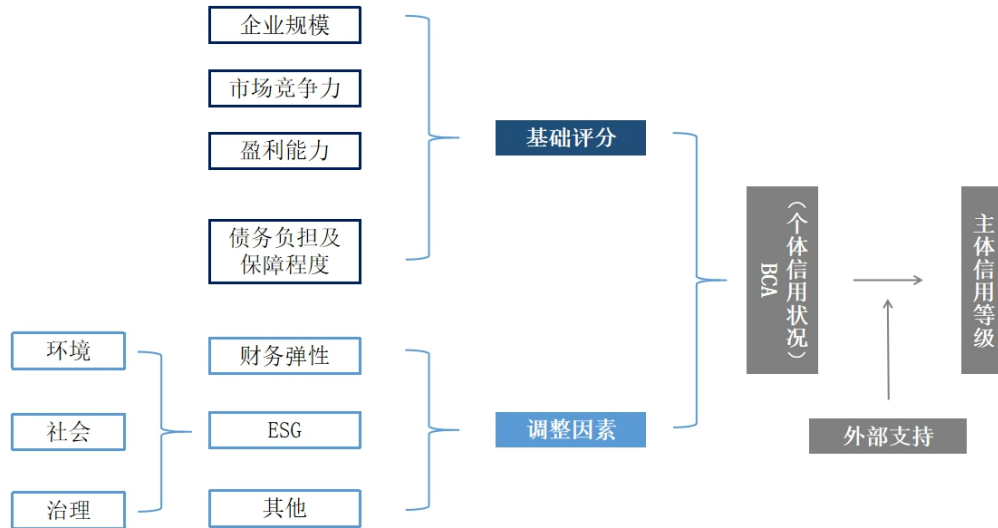 企业规模
市场竞争力
盈利能力
债务负担及
保障程度
基础评分
环境
社会
治理
财务弹性
ESG
其他
调整因素
（个体信用状况）
BCA
外部支持
主体信用等级